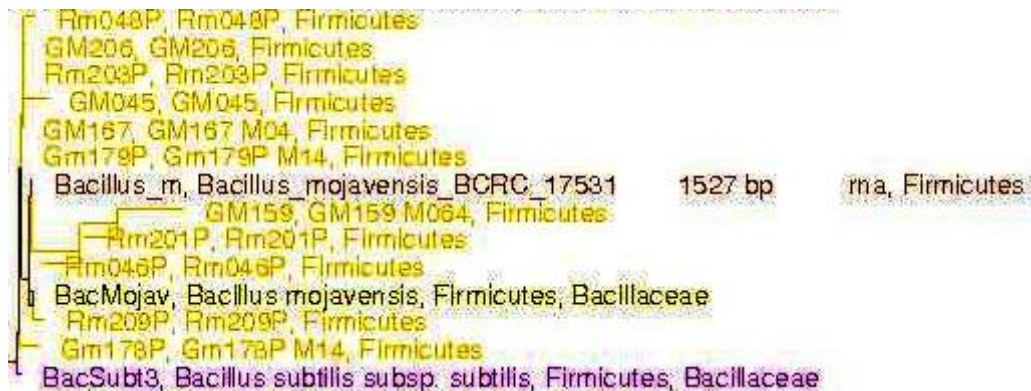 Rm048P, Rm048P, Firmicutes
GM206, GM206, Firmicutes
Rm203P, Rm203P, Firmicutes
GM045, GM045, Firmicutes
GM167, GM167 M04, Firmicutes
Gm179P, Gm179P M14, Firmicutes
Bacillus_m, Bacillus_mojavensis_BCRC_17531 1527 bp rna, Firmicutes
GM159, GM159 M064, Firmicutes
Rm201P, Rm201P, Firmicutes
Rm046P, Rm046P, Firmicutes
BacMojav, Bacillus mojavensis, Firmicutes, Bacillaceae
Rm209P, Rm209P, Firmicutes
Gm178P, Gm178P M14, Firmicutes
BacSubt3, Bacillus subtilis subsp. subtilis, Firmicutes, Bacillaceae